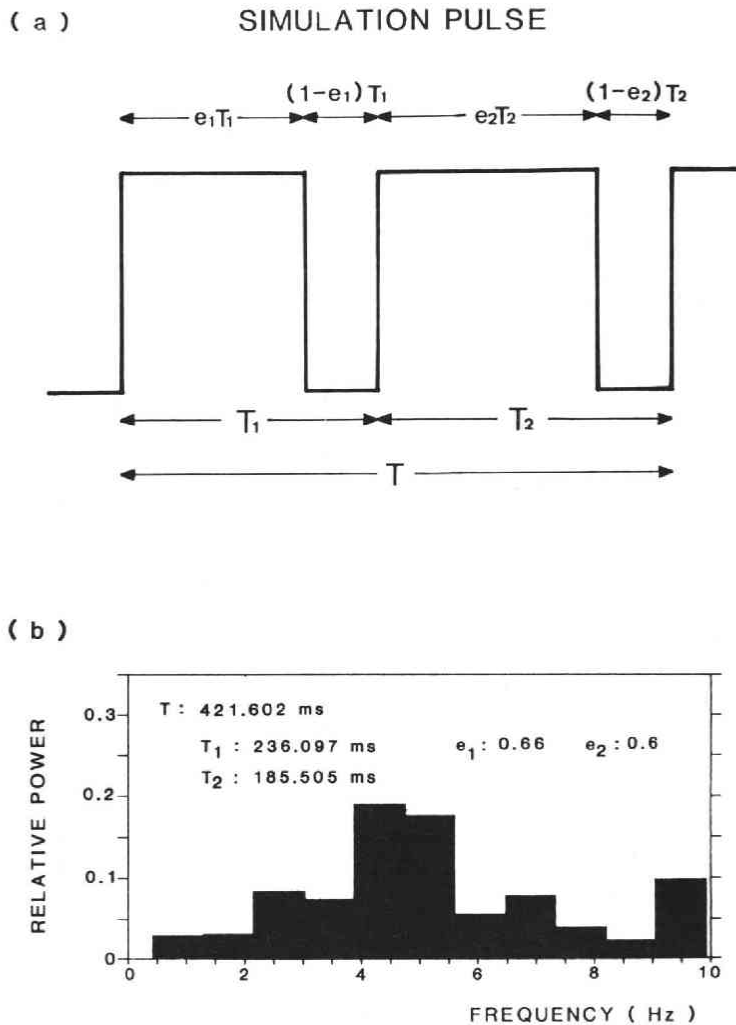 ( a ) SIMULATION PULSE
e₁T₁ (1-e₁)T₁ e₂T₂ (1-e₂)T₂
T₁ T₂
T
( b )
RELATIVE POWER
0.3
0.2
0.1
0
T : 421.602 ms
T₁ : 236.097 ms e₁ : 0.66 e₂ : 0.6
T₂ : 185.505 ms
0 2 4 6 8 10
FREQUENCY ( Hz )